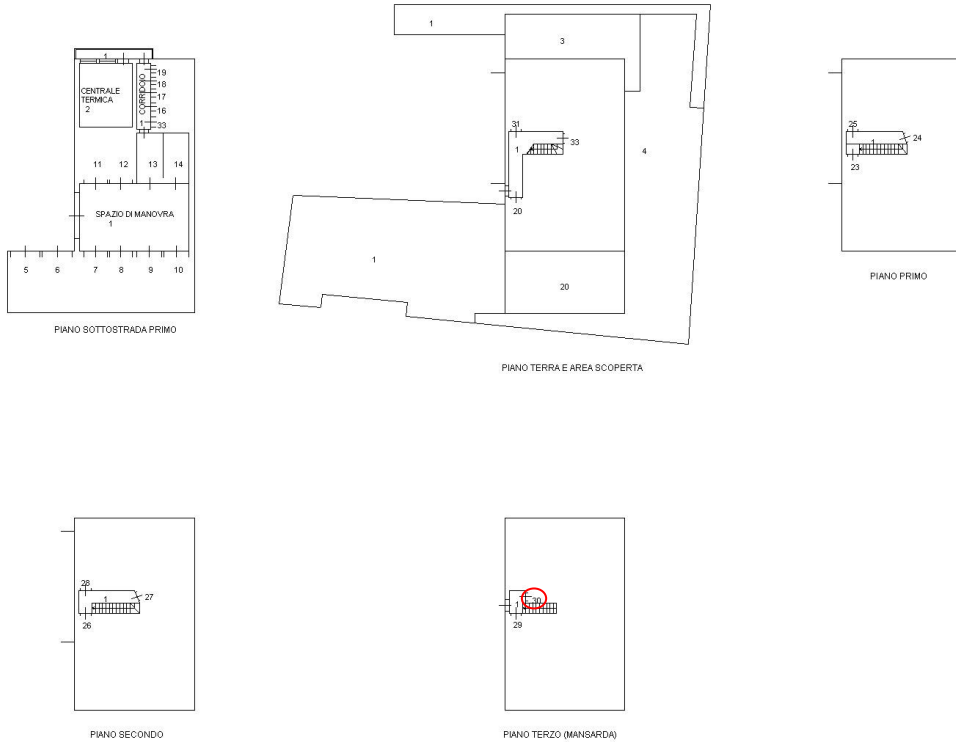 1
CENTRALE
TERMICA
2
CORRIDOIO
1
19
18
17
16
33
11 12 13 14
SPAZIO DI MANOVRA
1
5 6 7 8 9 10
PIANO SOTTOSTRADA PRIMO
1
3
31
33
1
4
20
1
20
PIANO TERRA E AREA SCOPERTA
25
24
1
23
PIANO PRIMO
28
27
1
26
PIANO SECONDO
30
1
29
PIANO TERZO (MANSARDA)